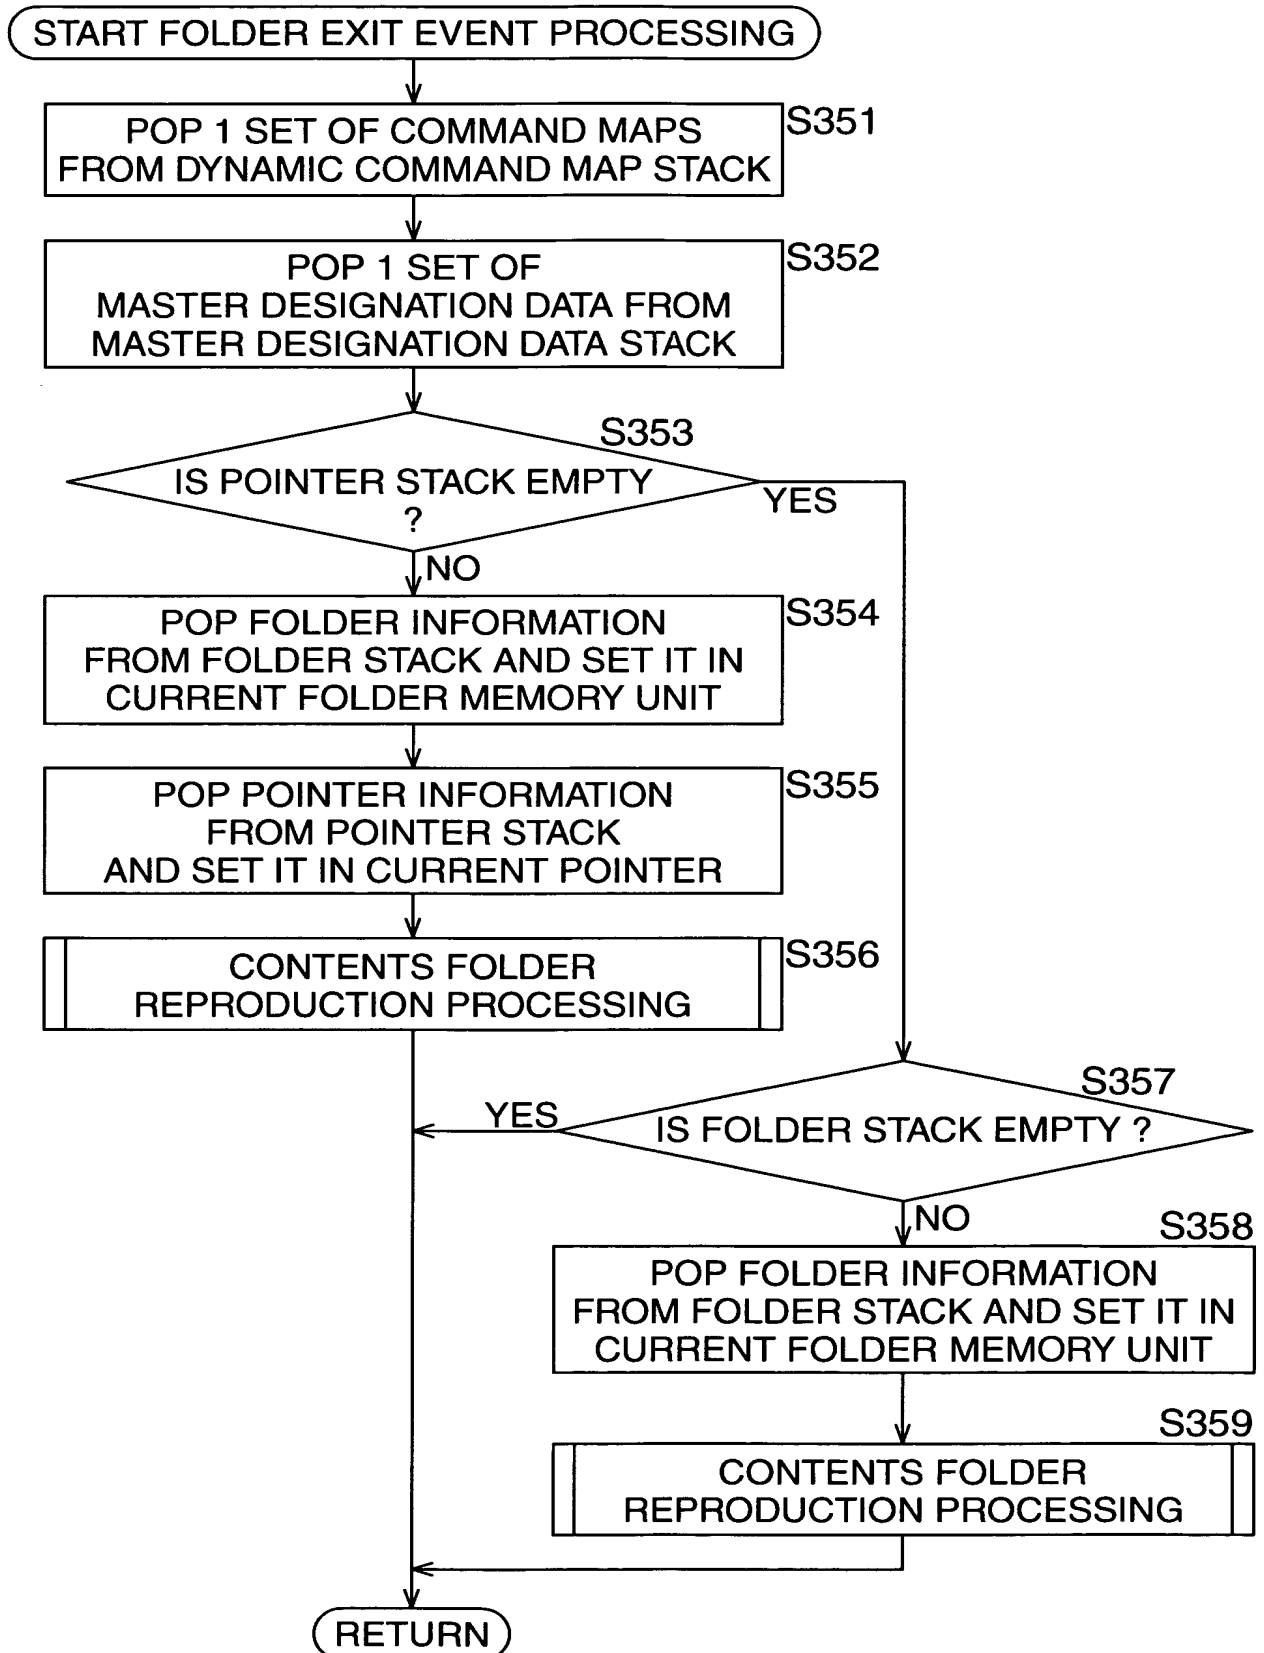 START FOLDER EXIT EVENT PROCESSING
S351
POP 1 SET OF COMMAND MAPS
FROM DYNAMIC COMMAND MAP STACK
S352
POP 1 SET OF
MASTER DESIGNATION DATA FROM
MASTER DESIGNATION DATA STACK
S353
IS POINTER STACK EMPTY
?
YES
NO
S354
POP FOLDER INFORMATION
FROM FOLDER STACK AND SET IT IN
CURRENT FOLDER MEMORY UNIT
S355
POP POINTER INFORMATION
FROM POINTER STACK
AND SET IT IN CURRENT POINTER
S356
CONTENTS FOLDER
REPRODUCTION PROCESSING
S357
YES
IS FOLDER STACK EMPTY ?
NO
S358
POP FOLDER INFORMATION
FROM FOLDER STACK AND SET IT IN
CURRENT FOLDER MEMORY UNIT
S359
CONTENTS FOLDER
REPRODUCTION PROCESSING
RETURN